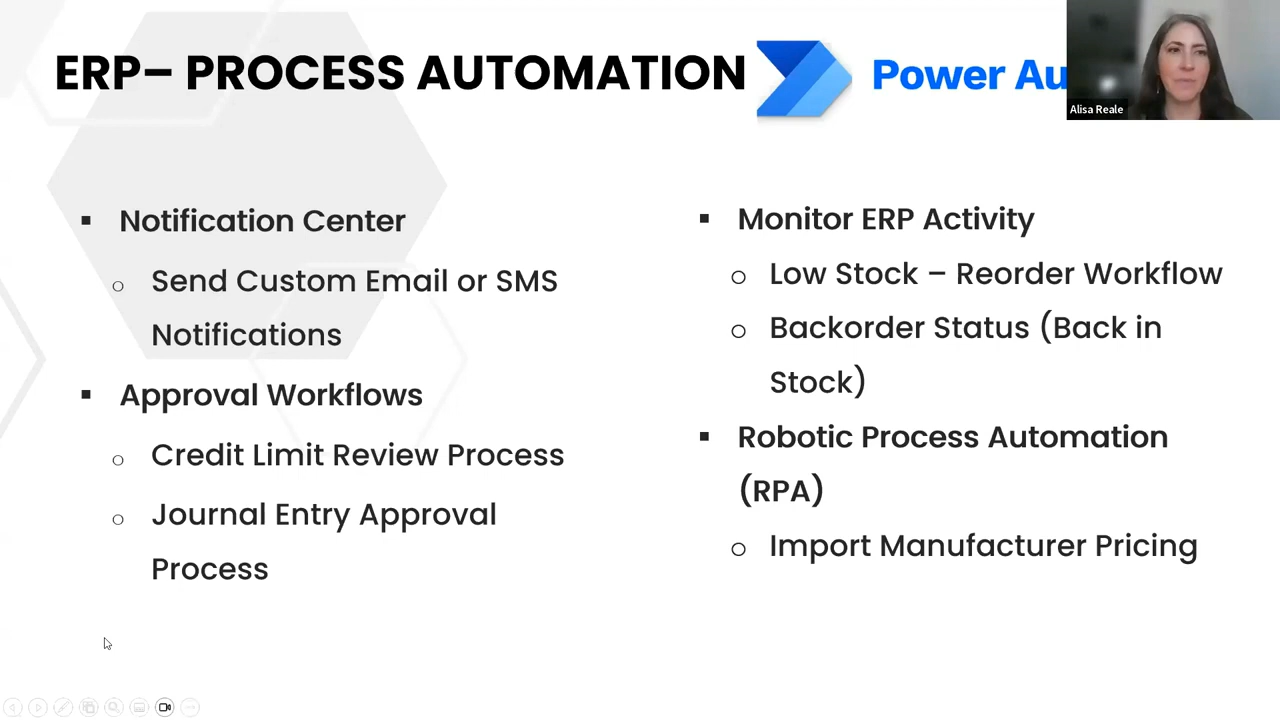 ERP– PROCESS AUTOMATION
Power Au
Alisa Reale
▪ Notification Center
o Send Custom Email or SMS
Notifications
▪ Approval Workflows
o Credit Limit Review Process
o Journal Entry Approval
Process
▪ Monitor ERP Activity
o Low Stock – Reorder Workflow
o Backorder Status (Back in
Stock)
▪ Robotic Process Automation
(RPA)
o Import Manufacturer Pricing